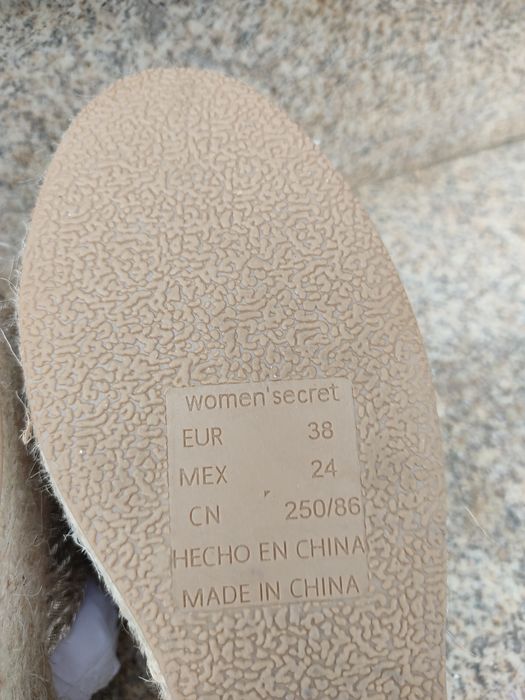 women'secret
EUR 38
MEX 24
CN 250/86
HECHO EN CHINA
MADE IN CHINA